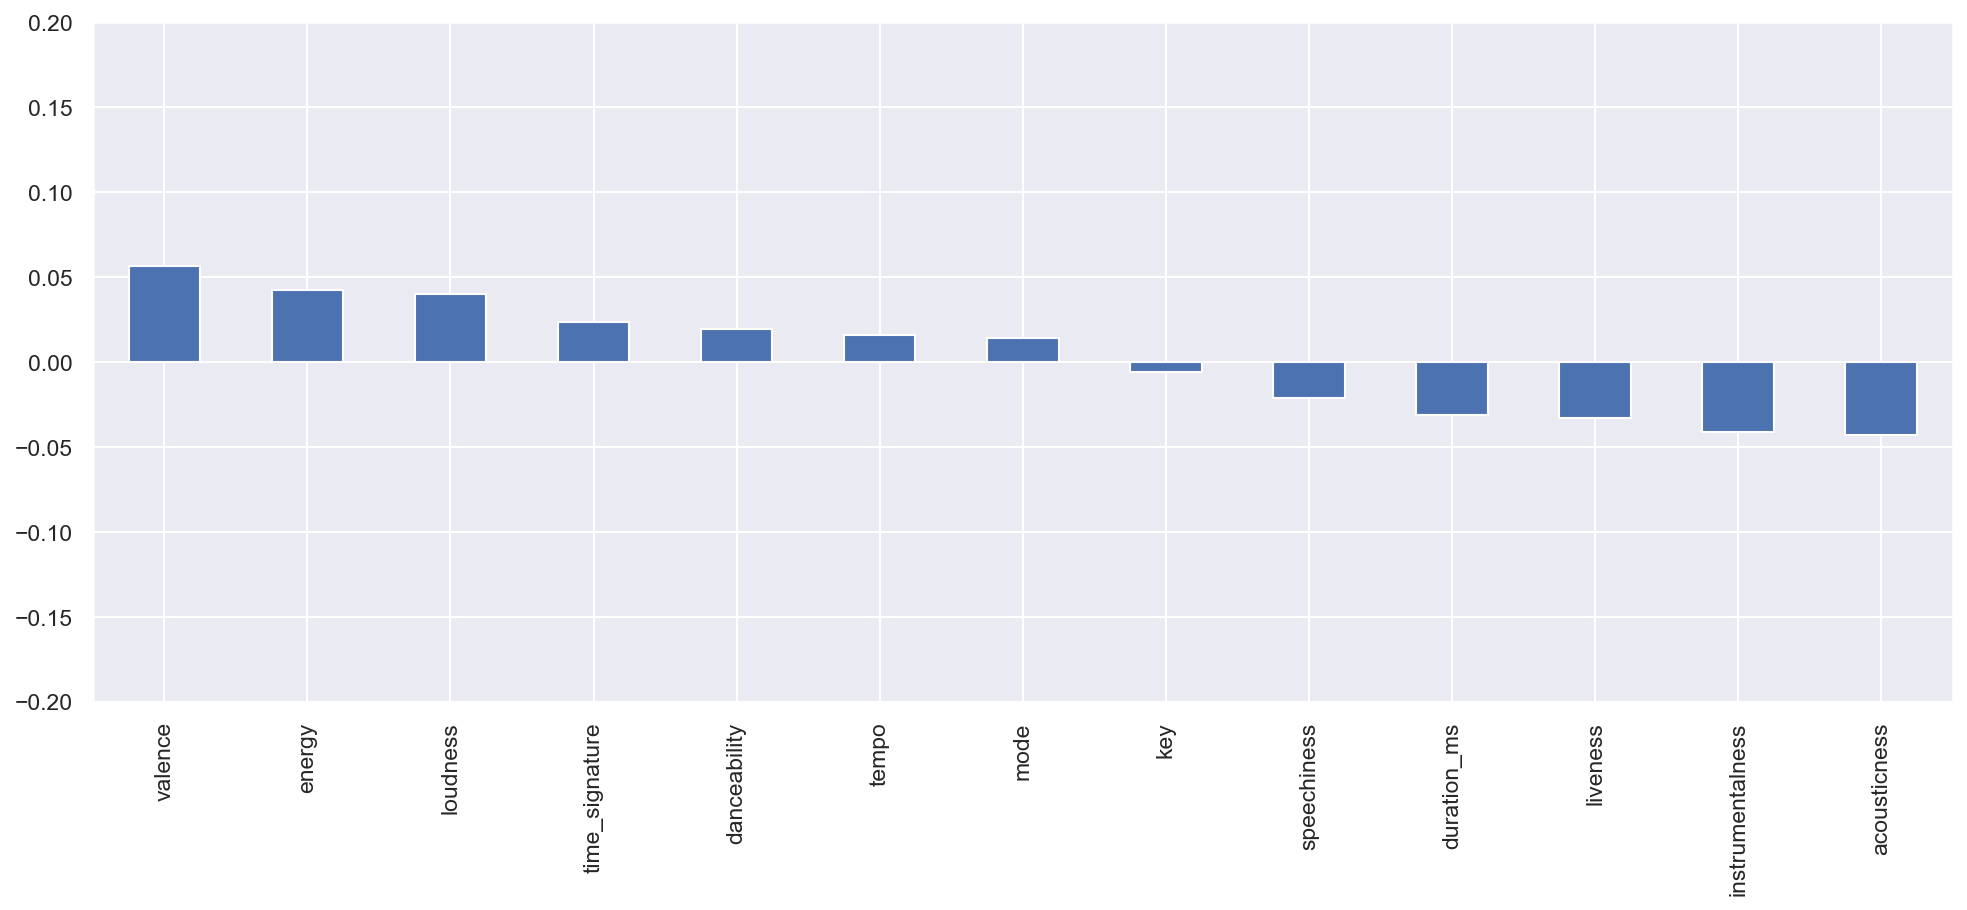 0.20
0.15
0.10
0.05
0.00
−0.05
−0.10
−0.15
−0.20
valence
energy
loudness
time_signature
danceability
tempo
mode
key
speechiness
duration_ms
liveness
instrumentalness
acousticness